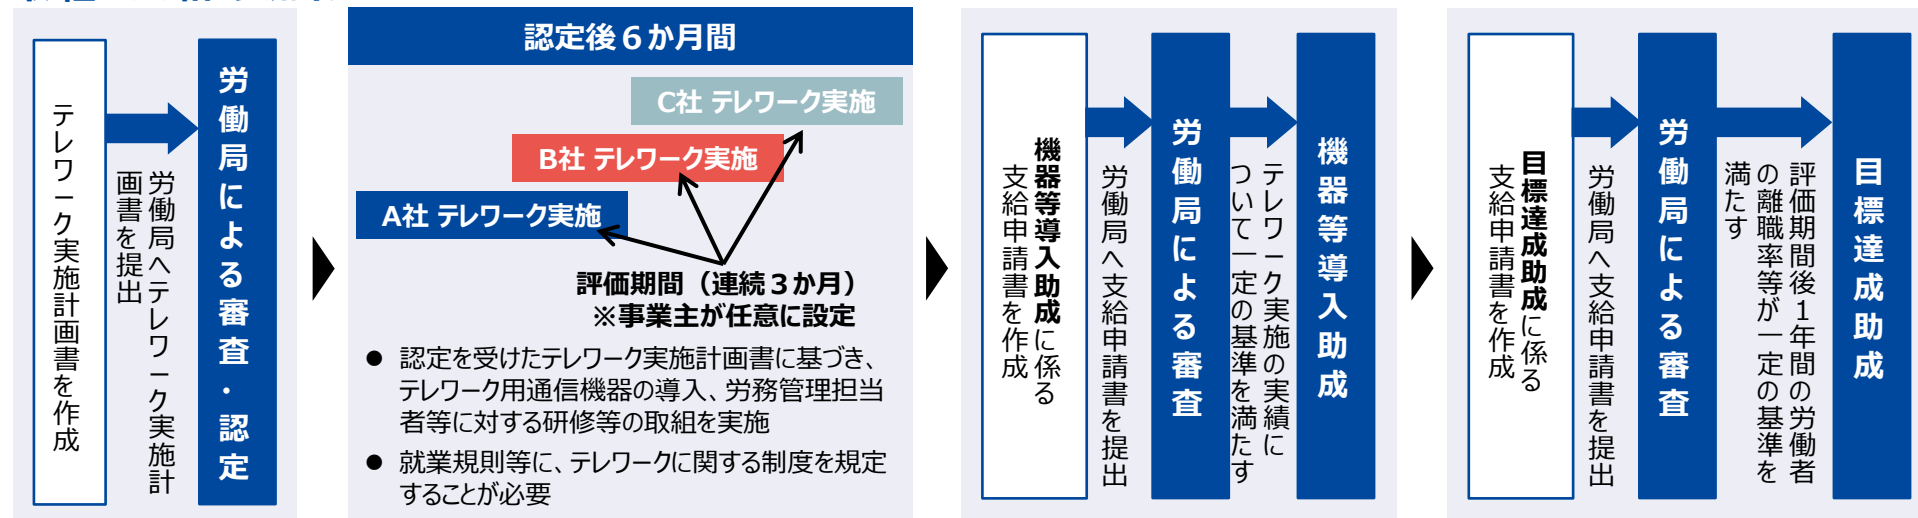 テレワーク実施計画書を作成
労働局へテレワーク実施計
画書を提出
労働局による審査・認定
認定後６か月間
C社 テレワーク実施
B社 テレワーク実施
A社 テレワーク実施
評価期間（連続３か月）
※事業主が任意に設定
● 認定を受けたテレワーク実施計画書に基づき、
テレワーク用通信機器の導入、労務管理担当
者等に対する研修等の取組を実施
● 就業規則等に、テレワークに関する制度を規定
することが必要
機器等導入助成に係る
支給申請書を作成
労働局へ支給申請書を提出
労働局による審査
テレワーク実施の実績に
ついて一定の基準を満たす
機器等導入助成
目標達成助成に係る
支給申請書を作成
労働局へ支給申請書を提出
労働局による審査
評価期間後１年間の労働者
の離職率等が一定の基準を
満たす
目標達成助成